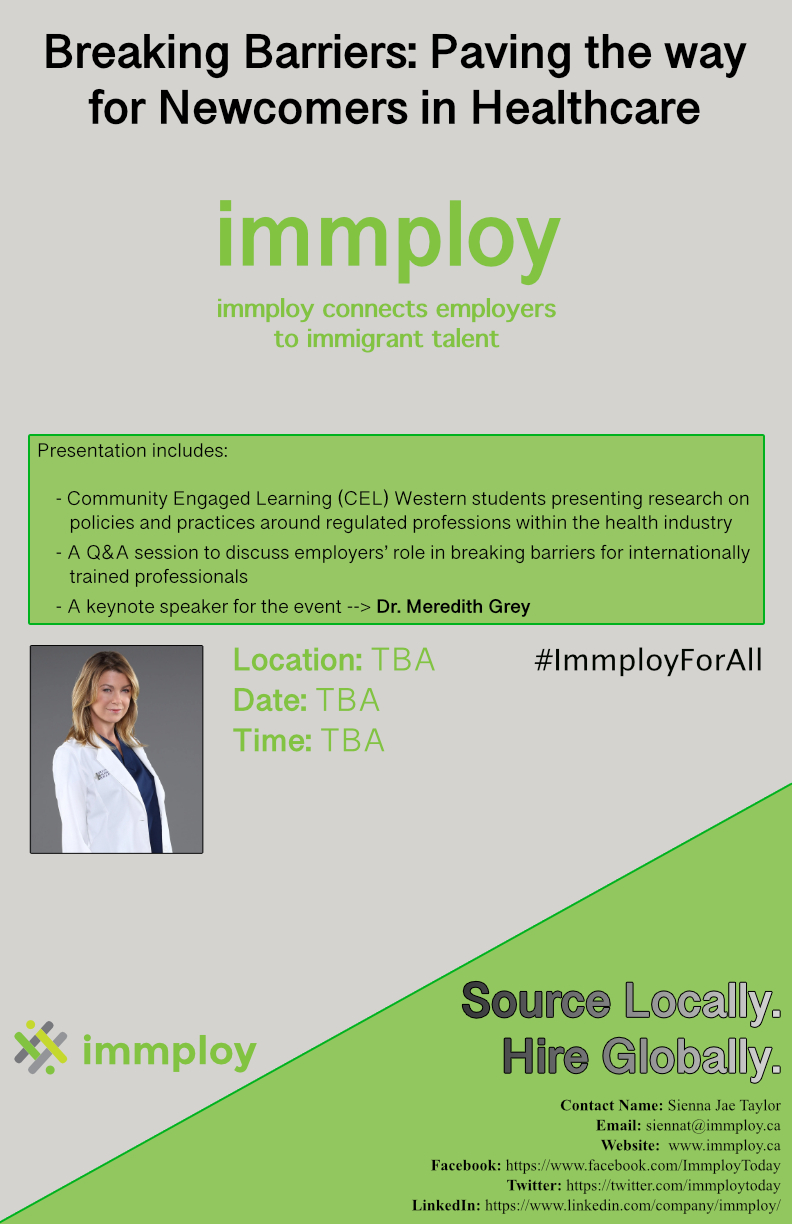 Breaking Barriers: Paving the way
for Newcomers in Healthcare
immploy
immploy connects employers
to immigrant talent
Presentation includes:
- Community Engaged Learning (CEL) Western students presenting research on
policies and practices around regulated professions within the health industry
- A Q&A session to discuss employers' role in breaking barriers for internationally
trained professionals
- A keynote speaker for the event --> Dr. Meredith Grey
Location: TBA
Date: TBA
Time: TBA
#ImmployForAll
Source Locally.
Hire Globally.
immploy
Contact Name: Sienna Jae Taylor
Email: siennat@immploy.ca
Website: www.immploy.ca
Facebook: https://www.facebook.com/ImmployToday
Twitter: https://twitter.com/immploytoday
LinkedIn: https://www.linkedin.com/company/immploy/